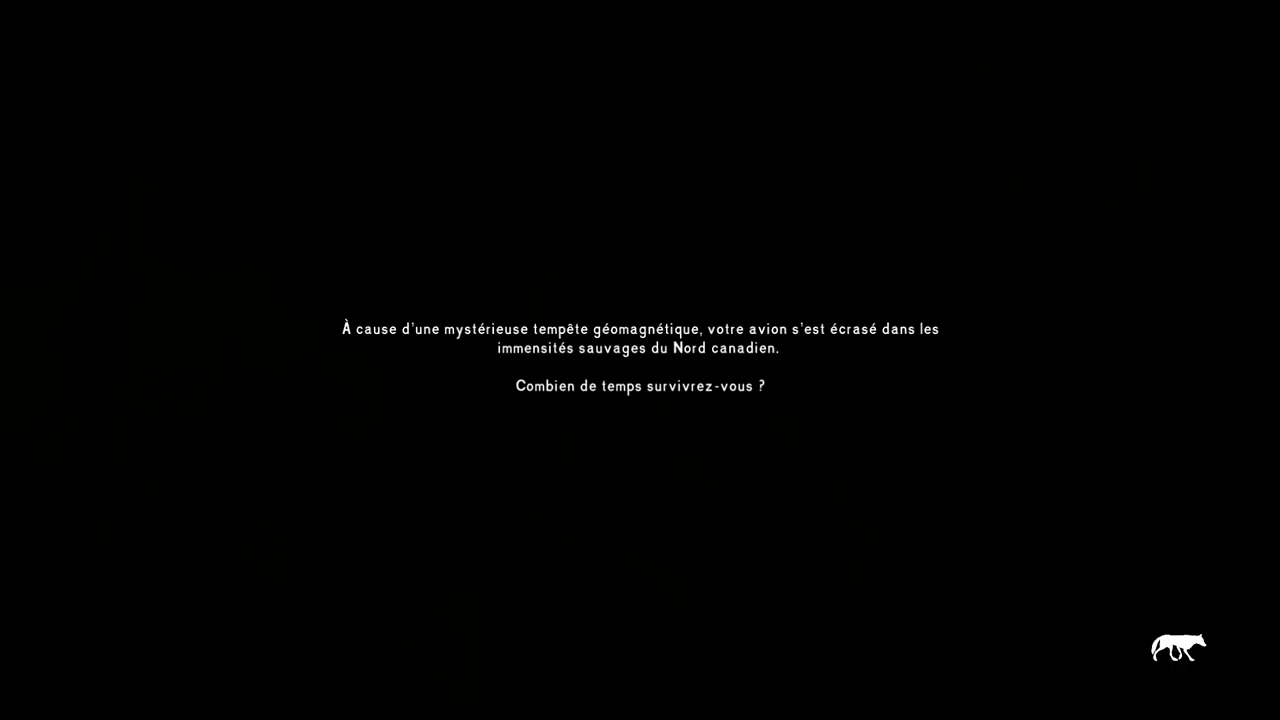 À cause d'une mystérieuse tempête géomagnétique, votre avion s'est écrasé dans les
immensités sauvages du Nord canadien.
Combien de temps survivrez-vous ?